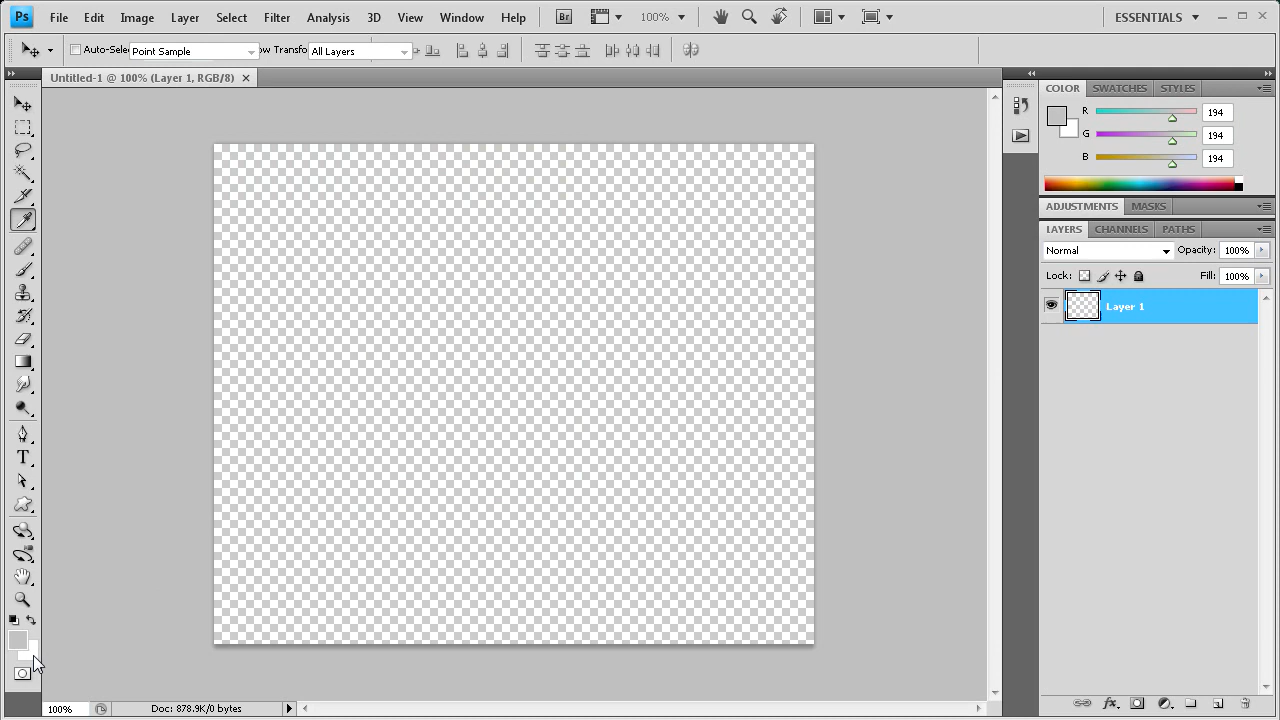 Ps File Edit Image Layer Select Filter Analysis 3D View Window Help Br 100% ESSENTIALS
Auto-Sele Point Sample ow Transfo All Layers
Untitled-1 @ 100% (Layer 1, RGB/8)
COLOR SWATCHES STYLES
R 194
G 194
B 194
ADJUSTMENTS MASKS
LAYERS CHANNELS PATHS
Normal Opacity: 100%
Lock: Fill: 100%
Layer 1
T
100% Doc: 878.9K/0 bytes
fx